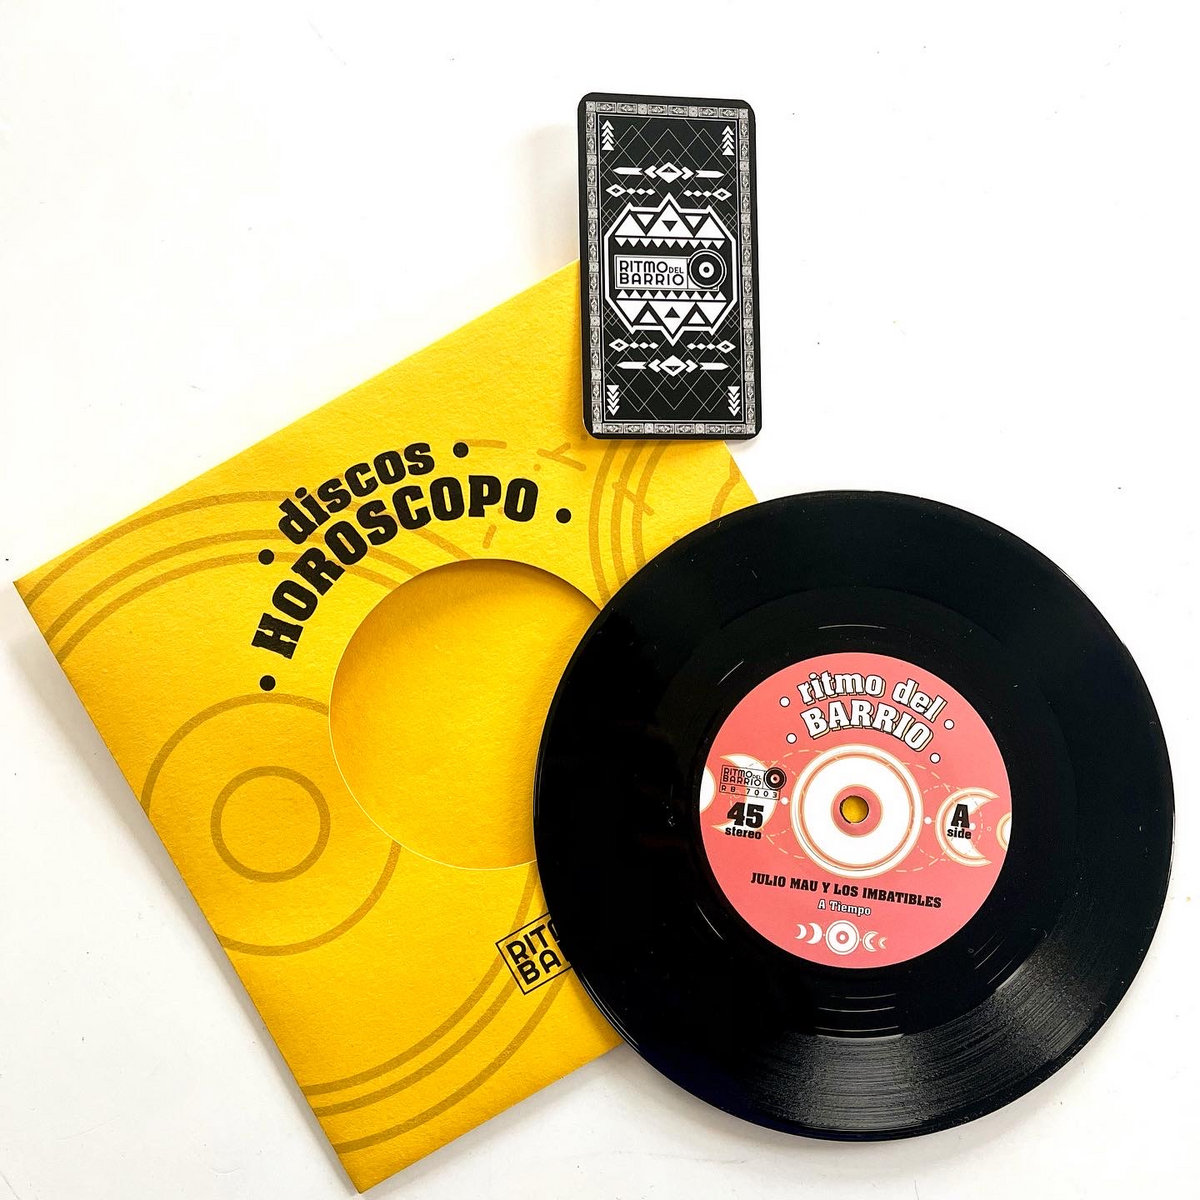 RITMO DEL
BARRIO
• discos •
• HOROSCOPO •
RITMO
BA
• ritmo del •
• BARRIO •
RITMO DEL
BARRIO
RB 7003
45
stereo
A
side
JULIO MAU Y LOS IMBATIBLES
A Tiempo